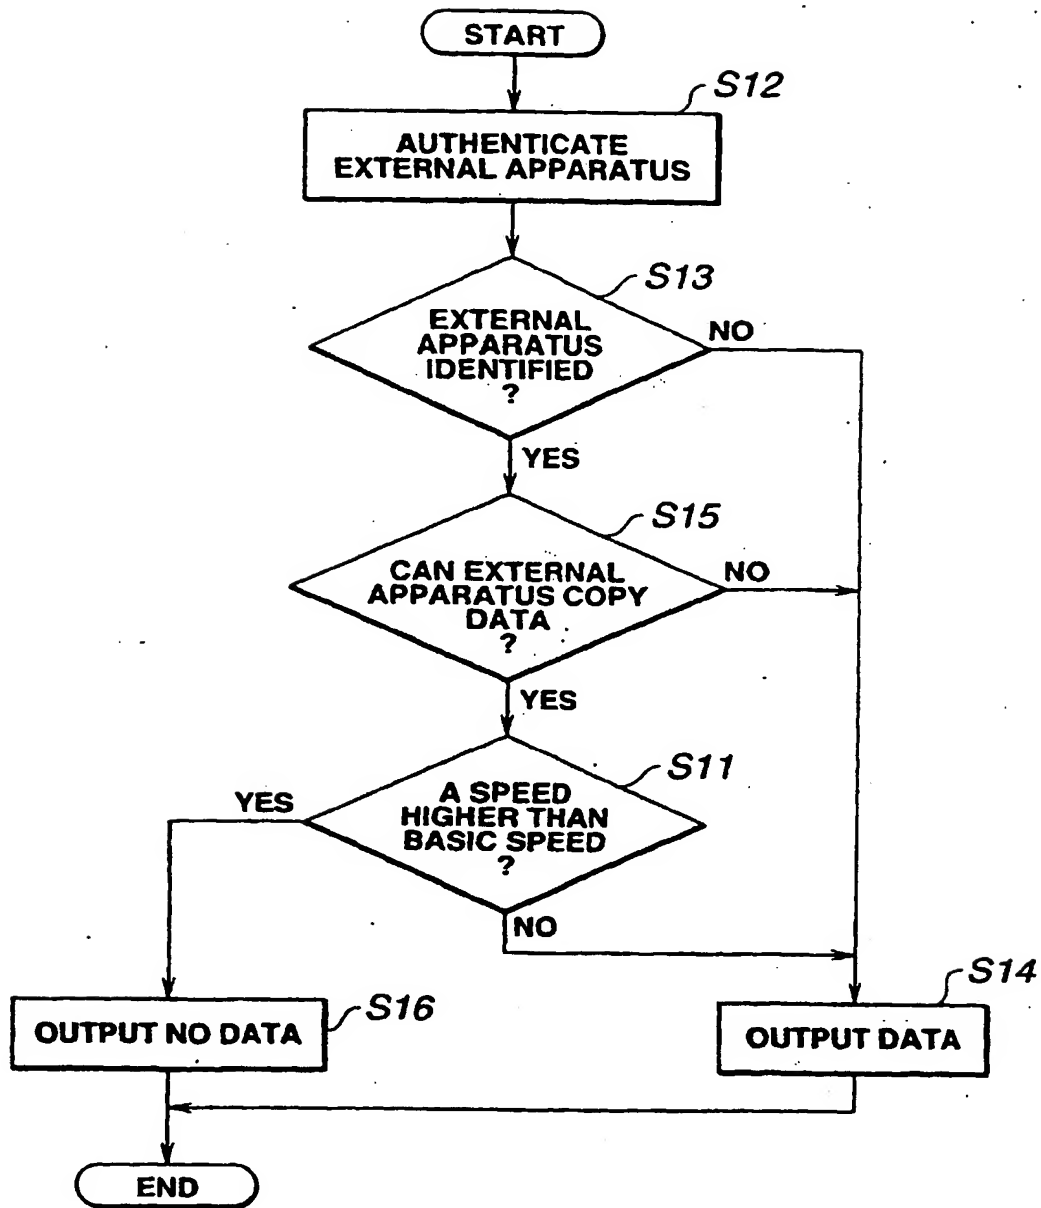 START
S12
AUTHENTICATE
EXTERNAL APPARATUS
S13
EXTERNAL
APPARATUS
IDENTIFIED
?
NO
YES
S15
CAN EXTERNAL
APPARATUS COPY
DATA
?
NO
YES
S11
A SPEED
HIGHER THAN
BASIC SPEED
?
YES
NO
S16
OUTPUT NO DATA
S14
OUTPUT DATA
END